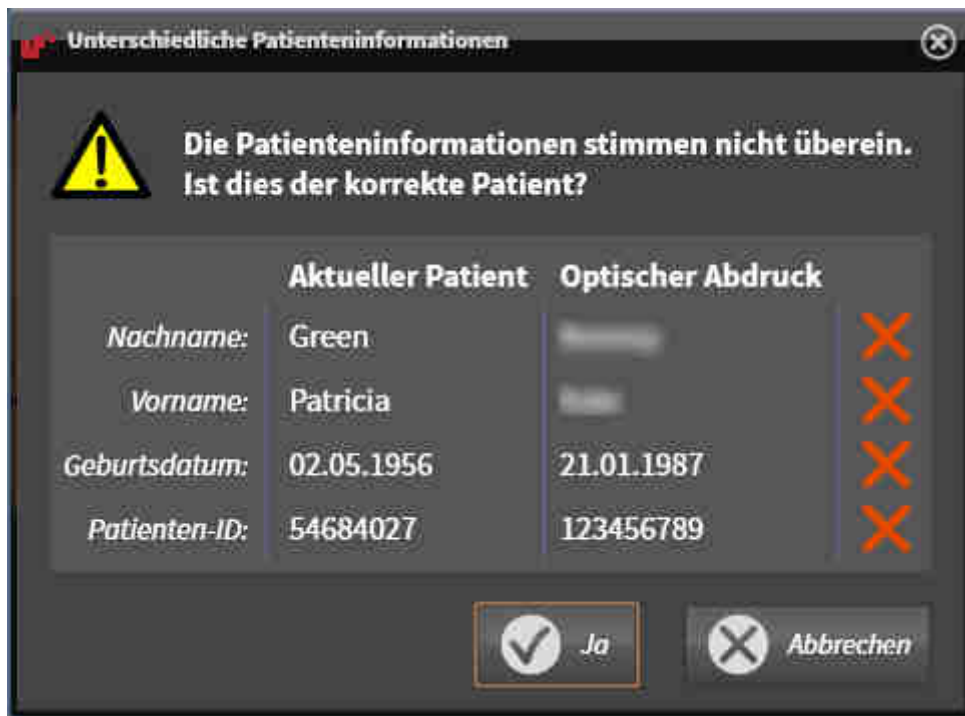 Unterschiedliche Patienteninformationen
Die Patienteninformationen stimmen nicht überein.
Ist dies der korrekte Patient?
Aktueller Patient Optischer Abdruck
Nachname: Green
Vorname: Patricia
Geburtsdatum: 02.05.1956 21.01.1987
Patienten-ID: 54684027 123456789
Ja Abbrechen